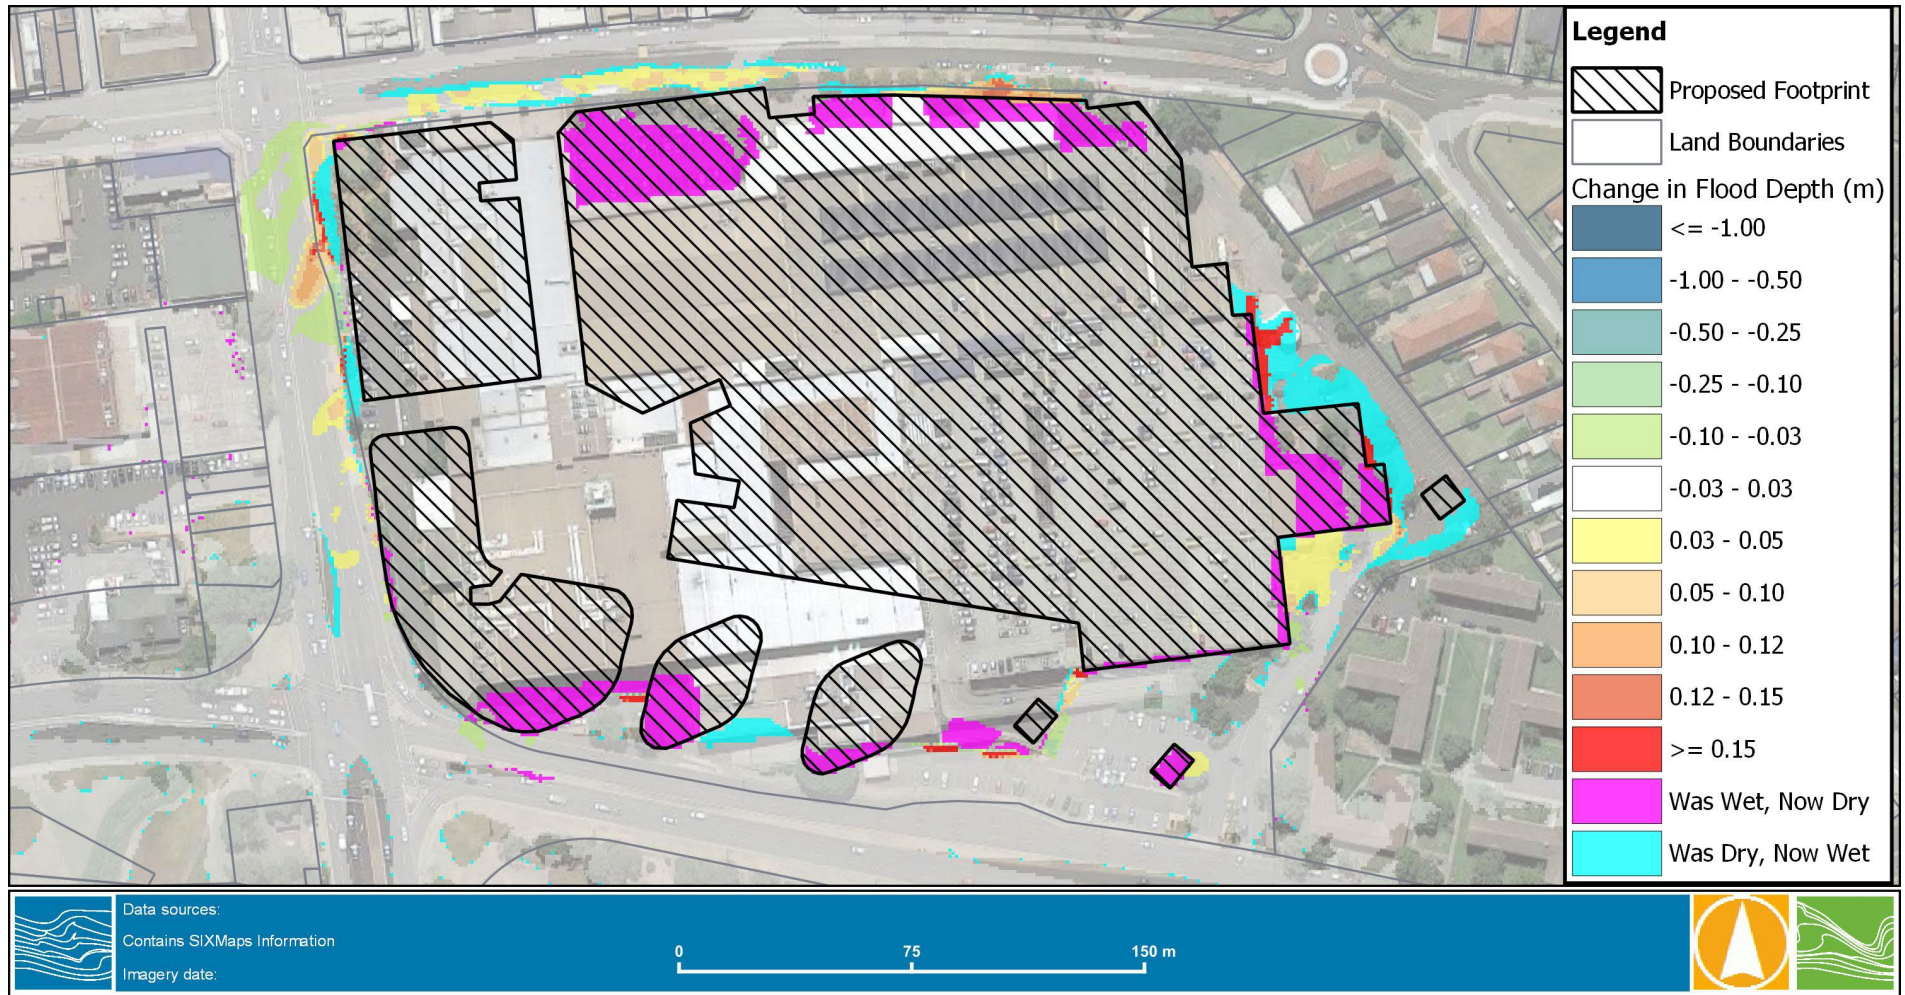 Legend
Proposed Footprint
Land Boundaries
Change in Flood Depth (m)
<= -1.00
-1.00 - -0.50
-0.50 - -0.25
-0.25 - -0.10
-0.10 - -0.03
-0.03 - 0.03
0.03 - 0.05
0.05 - 0.10
0.10 - 0.12
0.12 - 0.15
>= 0.15
Was Wet, Now Dry
Was Dry, Now Wet
Data sources:
Contains SIXMaps Information
Imagery date:
0 75 150 m